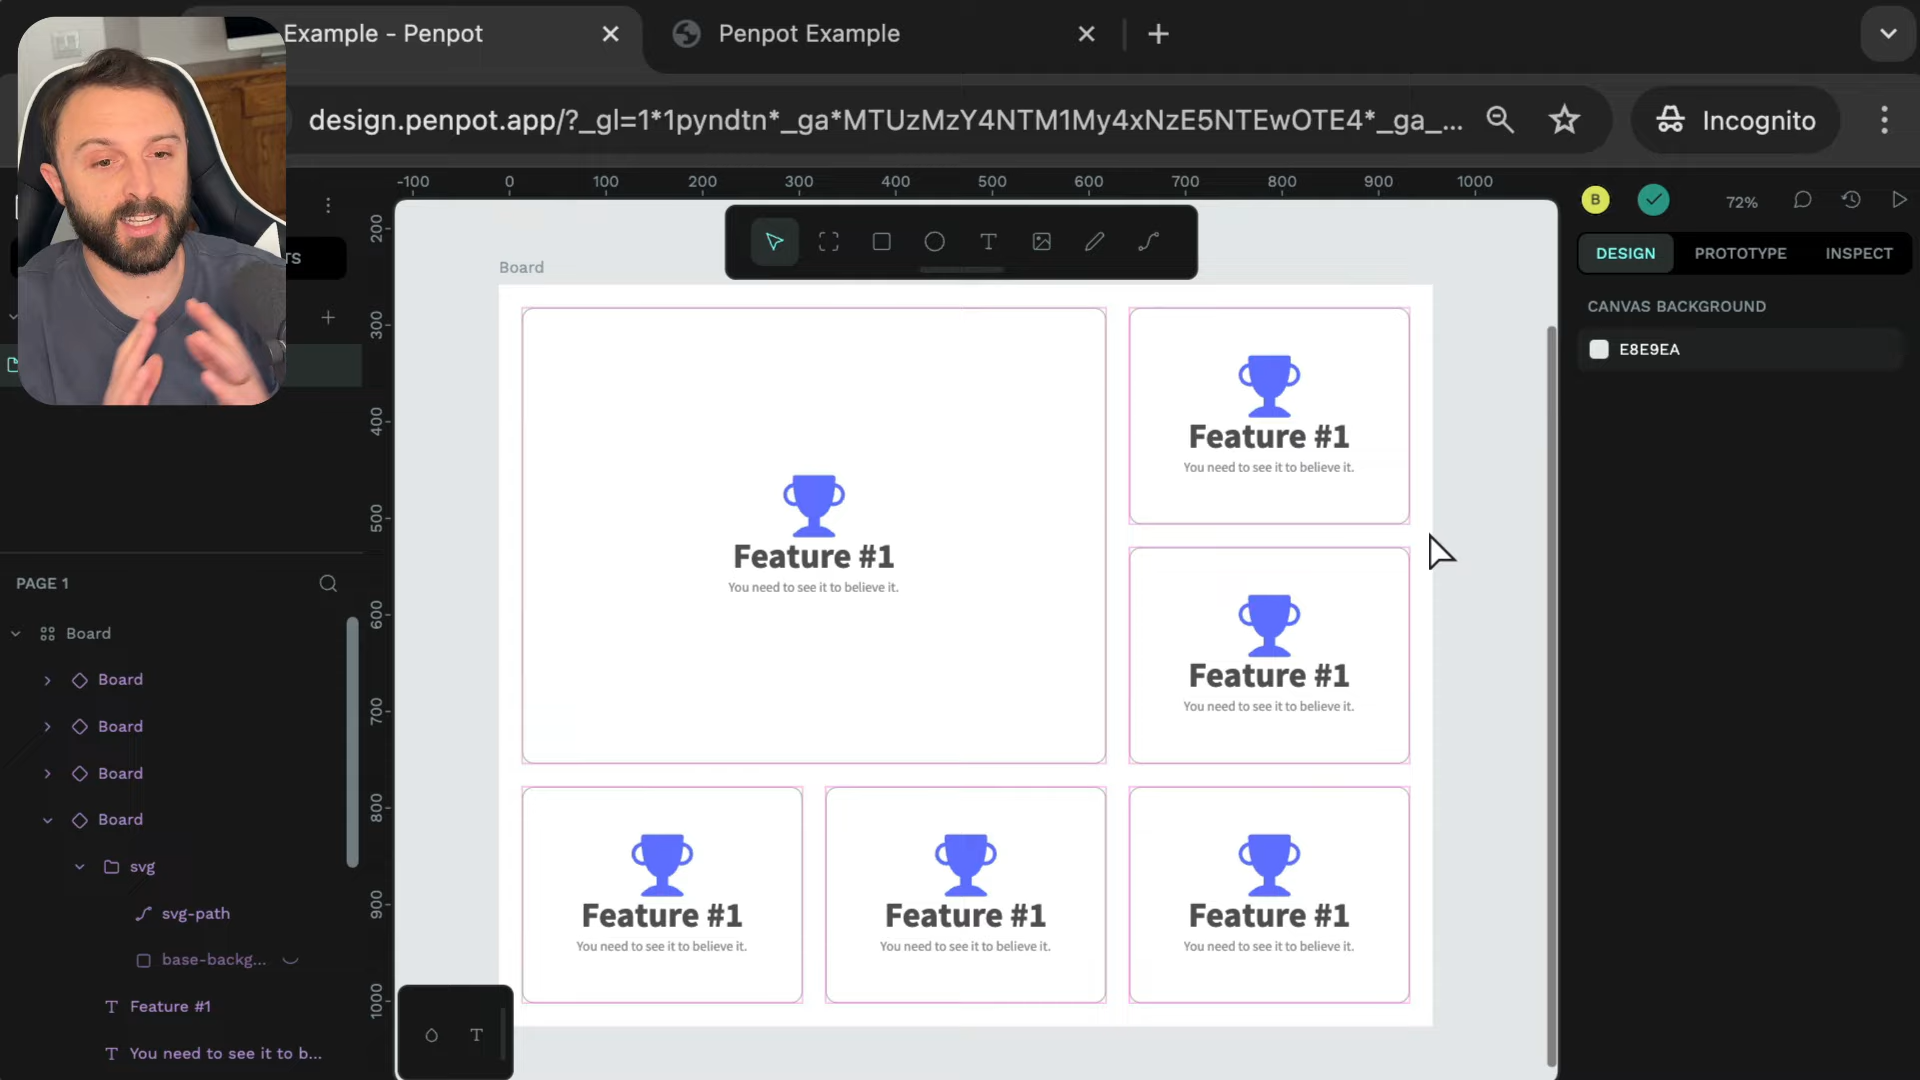 Example - Penpot
Penpot Example
design.penpot.app/?_gl=1*1pyndtn*_ga*MTUzMzY4NTM1My4xNzE5NTEwOTE4*_ga_...
Incognito
-100 0 100 200 300 400 500 600 700 800 900 1000
200
300
400
500
600
700
800
900
1000
B
72%
TS
DESIGN
PROTOTYPE
INSPECT
CANVAS BACKGROUND
E8E9EA
Board
Feature #1
You need to see it to believe it.
Feature #1
You need to see it to believe it.
Feature #1
You need to see it to believe it.
Feature #1
You need to see it to believe it.
Feature #1
You need to see it to believe it.
Feature #1
You need to see it to believe it.
PAGE 1
Board
Board
Board
Board
Board
svg
svg-path
base-backg...
Feature #1
You need to see it to b...